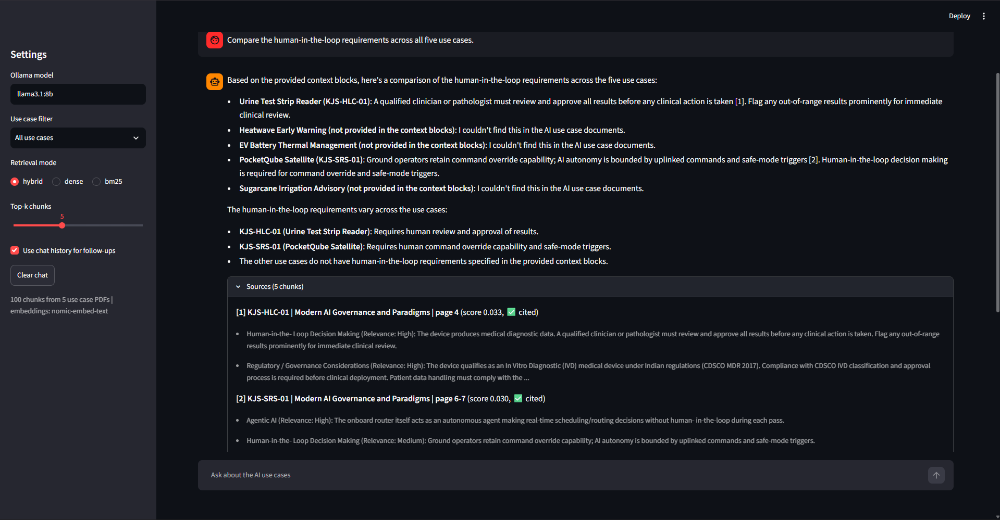 Deploy
Settings
Ollama model
llama3.1:8b
Use case filter
All use cases
Retrieval mode
hybrid dense bm25
Top-k chunks
5
Use chat history for follow-ups
Clear chat
100 chunks from 5 use case PDFs |
embeddings: nomic-embed-text
Compare the human-in-the-loop requirements across all five use cases.
Based on the provided context blocks, here's a comparison of the human-in-the-loop requirements across the five use cases:
• Urine Test Strip Reader (KJS-HLC-01): A qualified clinician or pathologist must review and approve all results before any clinical action is taken [1]. Flag any out-of-range results prominently for immediate
clinical review.
• Heatwave Early Warning (not provided in the context blocks): I couldn't find this in the AI use case documents.
• EV Battery Thermal Management (not provided in the context blocks): I couldn't find this in the AI use case documents.
• PocketQube Satellite (KJS-SRS-01): Ground operators retain command override capability; AI autonomy is bounded by uplinked commands and safe-mode triggers [2]. Human-in-the-loop decision making
is required for command override and safe-mode triggers.
• Sugarcane Irrigation Advisory (not provided in the context blocks): I couldn't find this in the AI use case documents.
The human-in-the-loop requirements vary across the use cases:
• KJS-HLC-01 (Urine Test Strip Reader): Requires human review and approval of results.
• KJS-SRS-01 (PocketQube Satellite): Requires human command override capability and safe-mode triggers.
• The other use cases do not have human-in-the-loop requirements specified in the provided context blocks.
Sources (5 chunks)
[1] KJS-HLC-01 | Modern AI Governance and Paradigms | page 4 (score 0.033, ✅ cited)
• Human-in-the- Loop Decision Making (Relevance: High): The device produces medical diagnostic data. A qualified clinician or pathologist must review and approve all results before any clinical action is taken. Flag any out-of-range
results prominently for immediate clinical review.
• Regulatory / Governance Considerations (Relevance: High): The device qualifies as an In Vitro Diagnostic (IVD) medical device under Indian regulations (CDSCO MDR 2017). Compliance with CDSCO IVD classification and approval
process is required before clinical deployment. Patient data handling must comply with the ...
[2] KJS-SRS-01 | Modern AI Governance and Paradigms | page 6-7 (score 0.030, ✅ cited)
• Agentic AI (Relevance: High): The onboard router itself acts as an autonomous agent making real-time scheduling/routing decisions without human- in-the-loop during each pass.
• Human-in-the- Loop Decision Making (Relevance: Medium): Ground operators retain command override capability; AI autonomy is bounded by uplinked commands and safe-mode triggers.
Ask about the AI use cases